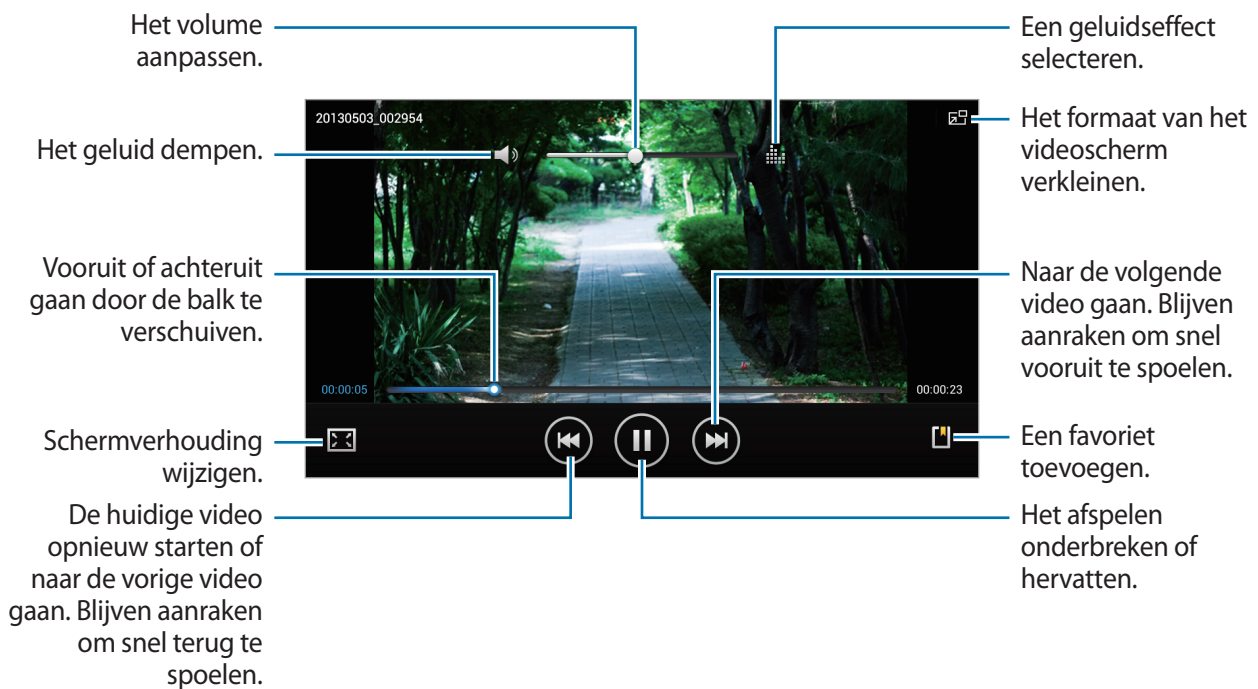 Het volume
aanpassen.
Een geluidseffect
selecteren.
20130503_002954
Het geluid dempen.
Het formaat van het
videoscherm
verkleinen.
Vooruit of achteruit
gaan door de balk te
verschuiven.
Naar de volgende
video gaan. Blijven
aanraken om snel
vooruit te spoelen.
00:00:05
00:00:23
Schermverhouding
wijzigen.
Een favoriet
toevoegen.
De huidige video
opnieuw starten of
naar de vorige video
gaan. Blijven aanraken
om snel terug te
spoelen.
Het afspelen
onderbreken of
hervatten.